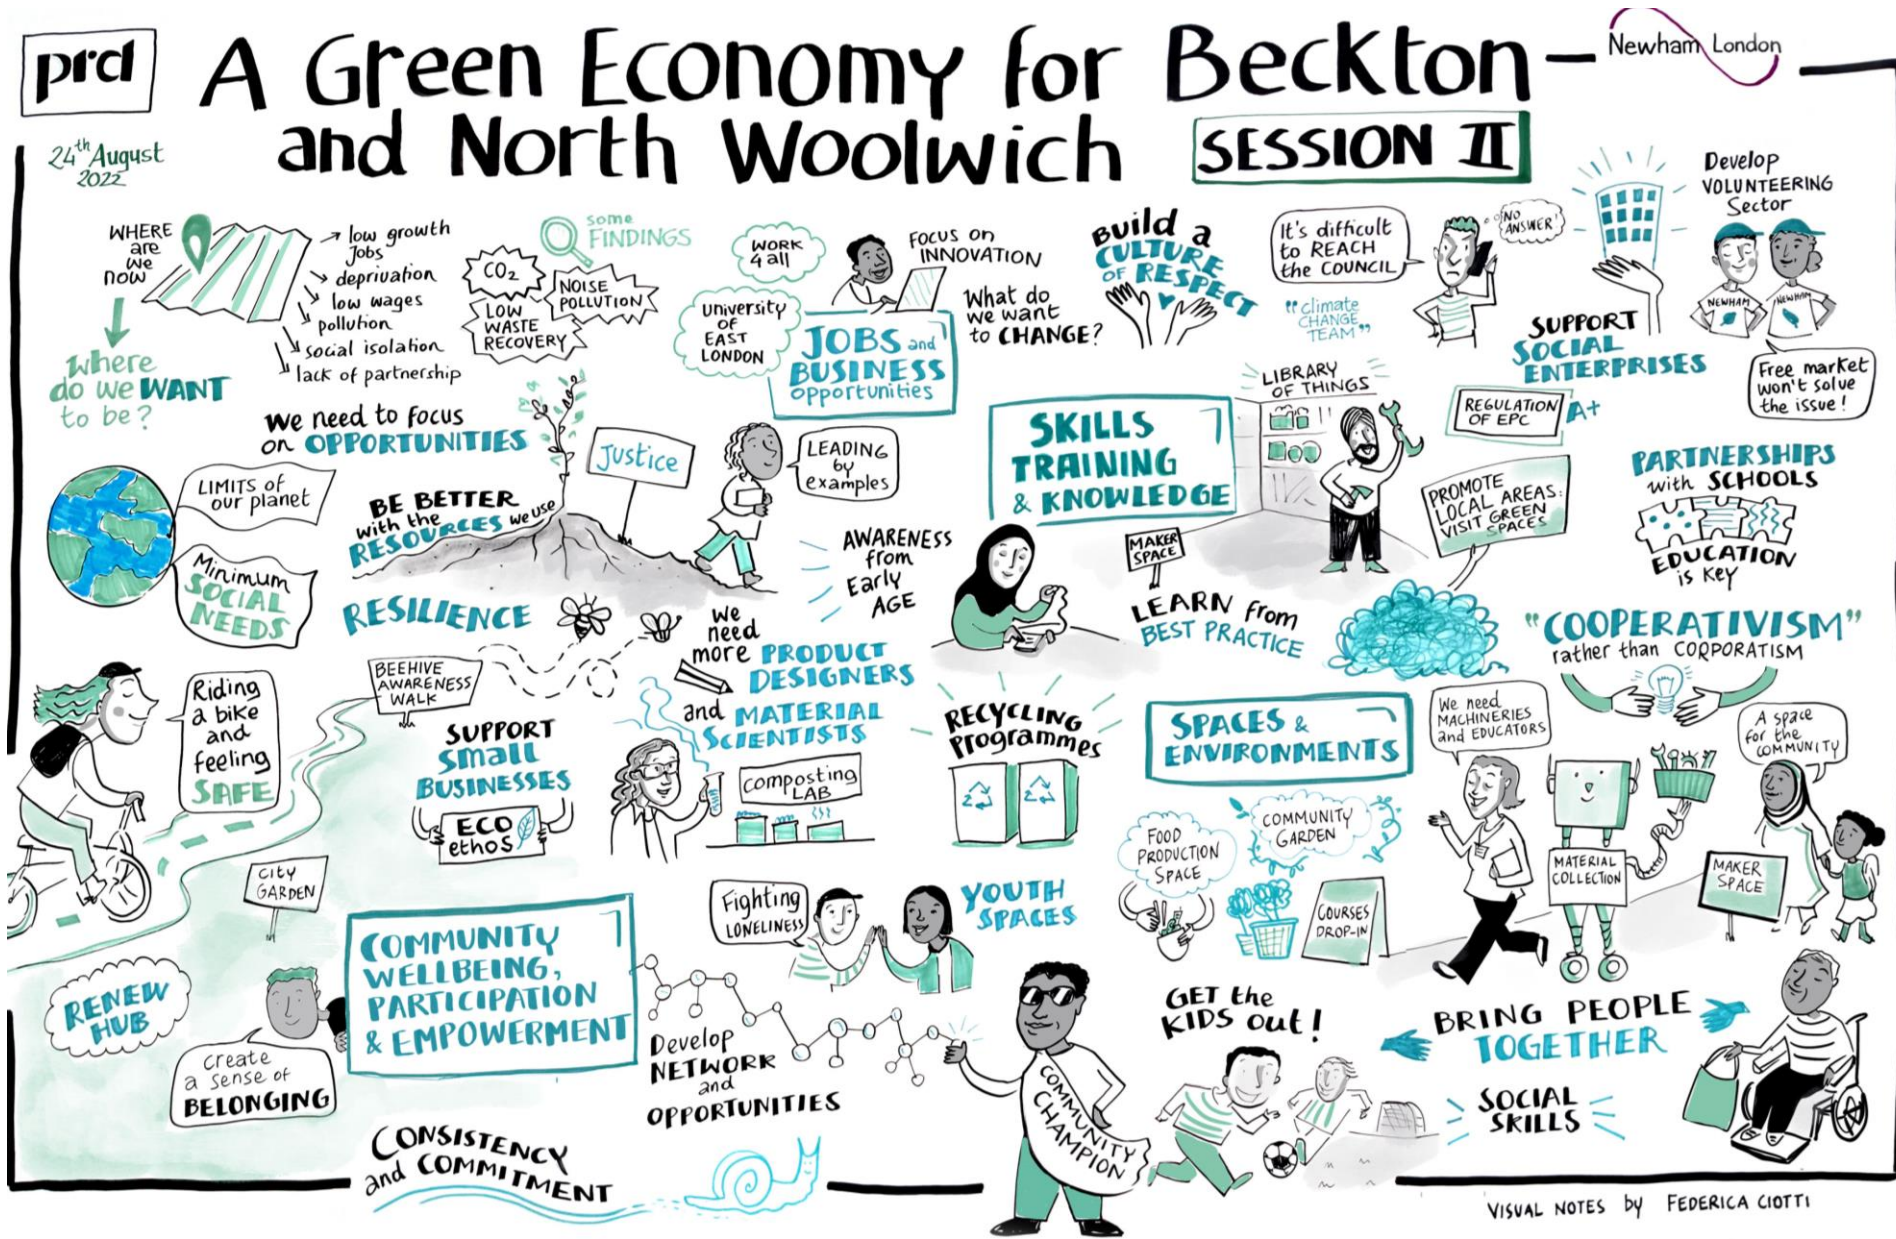 prd
A Green Economy for Beckton
and North Woolwich
SESSION II
Newham London
24th August
2022
WHERE
are
we
now
where
do we WANT
to be?
low growth
Jobs
deprivation
low wages
pollution
social isolation
lack of partnership
some
FINDINGS
CO2
NOISE
POLLUTION
LOW
WASTE
RECOVERY
WORK
4 all
University
OF
EAST
LONDON
FOCUS on
INNOVATION
JOBS and
BUSINESS
opportunities
What do
we want
to CHANGE?
Build a
CULTURE
OF RESPECT
It's difficult
to REACH
the COUNCIL
NO
ANSWER!
"climate
CHANGE
TEAM"
SUPPORT
SOCIAL
ENTERPRISES
Develop
VOLUNTEERING
Sector
NEWHAM
NEWHAM
Free market
won't solve
the issue!
we need to focus
on OPPORTUNITIES
LIMITS of
our planet
Minimum
SOCIAL
NEEDS
BE BETTER
with the
RESOURCES we use
Justice
LEADING
by
examples
RESILIENCE
AWARENESS
from
Early
AGE
SKILLS
TRAINING
& KNOWLEDGE
LIBRARY
OF THINGS
REGULATION
OF EPC
A+
MAKER
SPACE
LEARN from
BEST PRACTICE
PROMOTE
LOCAL AREAS:
VISIT GREEN
SPACES
PARTNERSHIPS
with SCHOOLS
EDUCATION
is KEY
"COOPERATIVISM"
rather than CORPORATISM
Riding
a bike
and
feeling
SAFE
BEEHIVE
AWARENESS
WALK
SUPPORT
Small
BUSINESSES
ECO
ethos
we
need
more PRODUCT
DESIGNERS
and MATERIAL
SCIENTISTS
composting
LAB
RECYCLING
Programmes
SPACES &
ENVIRONMENTS
We need
MACHINERIES
and EDUCATORS
A space
for the
COMMUNITY
FOOD
PRODUCTION
SPACE
COMMUNITY
GARDEN
COURSES
DROP-IN
MATERIAL
COLLECTION
MAKER
SPACE
City
GARDEN
RENEW
HUB
create
a sense of
BELONGING
COMMUNITY
WELLBEING,
PARTICIPATION
& EMPOWERMENT
Fighting
LONELINESS
YOUTH
SPACES
Develop
NETWORK
and
OPPORTUNITIES
COMMUNITY
CHAMPION
GET the
KIDS out!
BRING PEOPLE
TOGETHER
SOCIAL
SKILLS
CONSISTENCY
and COMMITMENT
VISUAL NOTES by FEDERICA CIOTTI